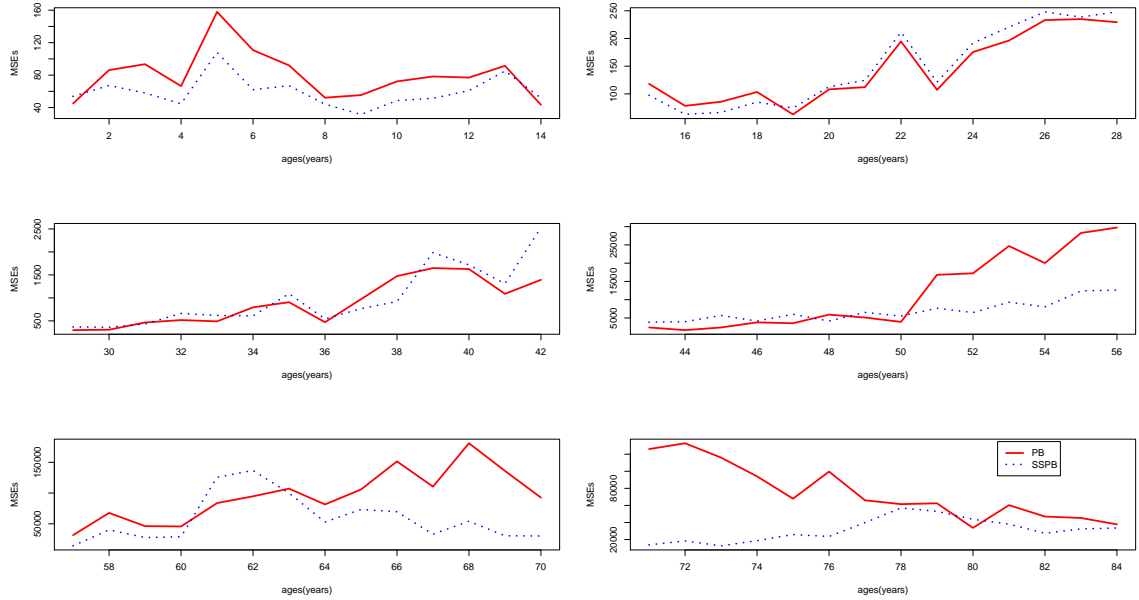 MSEs
40 80 120 160
2 4 6 8 10 12 14
ages(years)
MSEs
100 150 200 250
16 18 20 22 24 26 28
ages(years)
MSEs
500 1500 2500
30 32 34 36 38 40 42
ages(years)
MSEs
5000 15000 25000
44 46 48 50 52 54 56
ages(years)
MSEs
50000 150000
58 60 62 64 66 68 70
ages(years)
MSEs
20000 80000
72 74 76 78 80 82 84
ages(years)
PB
SSPB